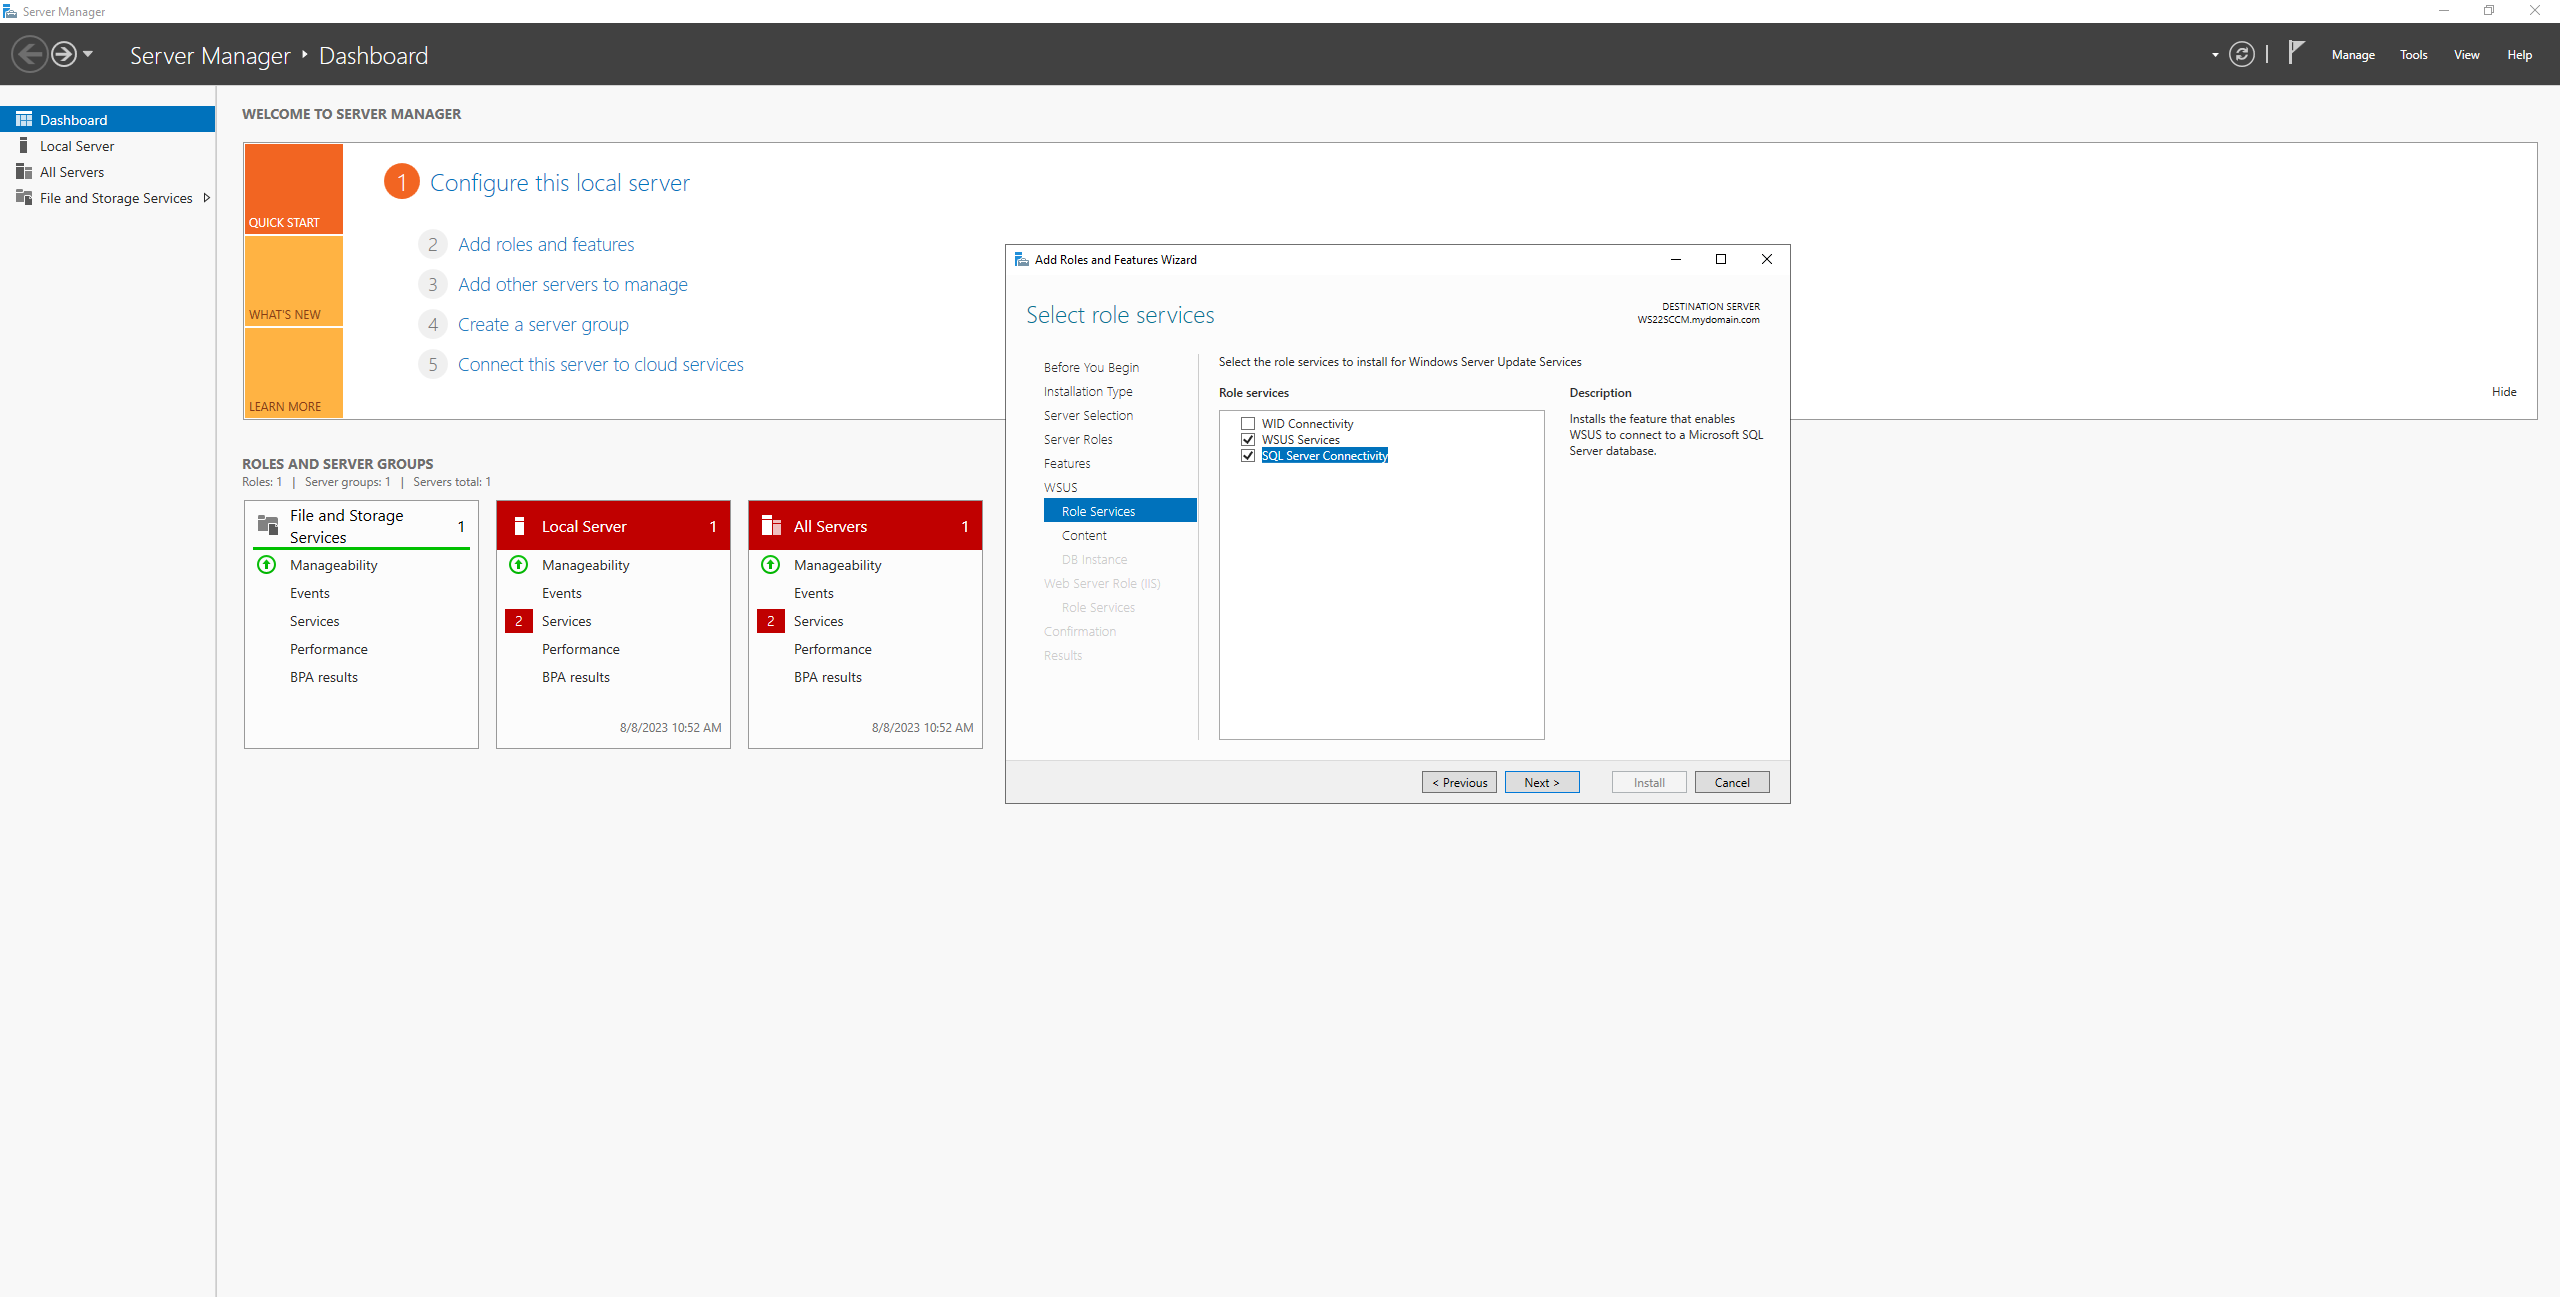 Server Manager
Server Manager Dashboard
Manage Tools View Help
Dashboard
Local Server
All Servers
File and Storage Services
WELCOME TO SERVER MANAGER
QUICK START
WHAT'S NEW
LEARN MORE
1 Configure this local server
2 Add roles and features
3 Add other servers to manage
4 Create a server group
5 Connect this server to cloud services
Hide
ROLES AND SERVER GROUPS
Roles: 1 | Server groups: 1 | Servers total: 1
File and Storage
Services
1
Manageability
Events
Services
Performance
BPA results
Local Server 1
Manageability
Events
2 Services
Performance
BPA results
8/8/2023 10:52 AM
All Servers 1
Manageability
Events
2 Services
Performance
BPA results
8/8/2023 10:52 AM
Add Roles and Features Wizard
Select role services
DESTINATION SERVER
WS22SCCM.mydomain.com
Before You Begin
Installation Type
Server Selection
Server Roles
Features
WSUS
Role Services
Content
DB Instance
Web Server Role (IIS)
Role Services
Confirmation
Results
Select the role services to install for Windows Server Update Services
Role services
WID Connectivity
WSUS Services
SQL Server Connectivity
Description
Installs the feature that enables
WSUS to connect to a Microsoft SQL
Server database.
< Previous
Next >
Install
Cancel